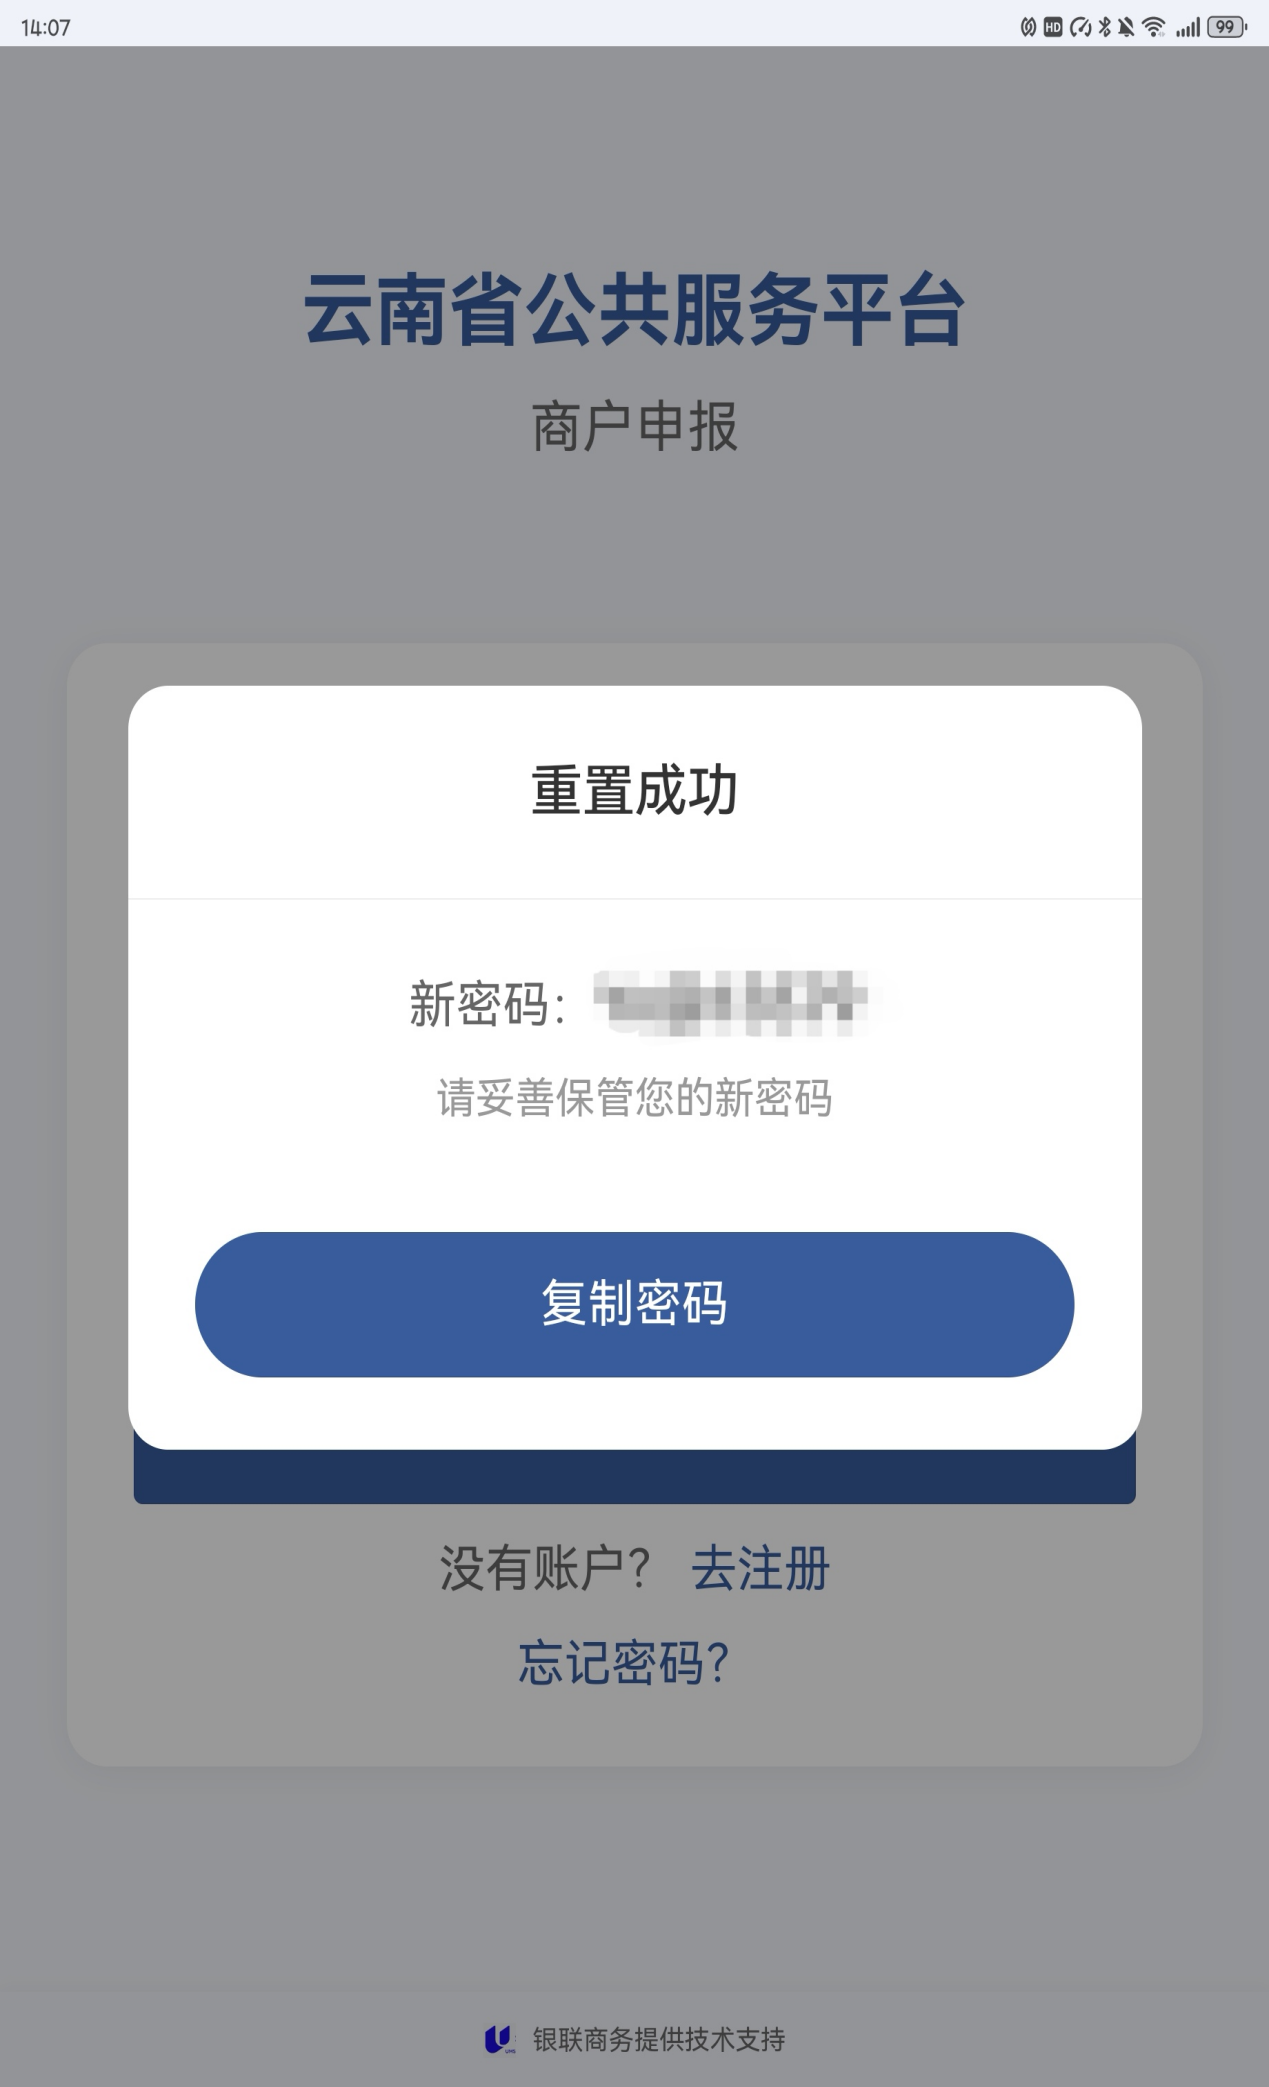 14:07
HD
99
云南省公共服务平台
商户申报
重置成功
新密码：
请妥善保管您的新密码
复制密码
没有账户？ 去注册
忘记密码？
UMS 银联商务提供技术支持